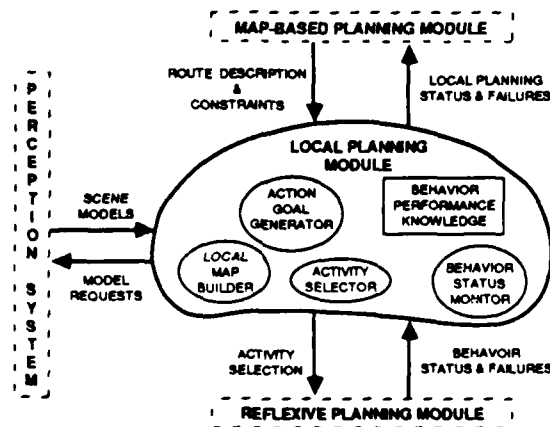 MAP-BASED PLANNING MODULE
ROUTE DESCRIPTION
&
CONSTRAINTS
LOCAL PLANNING
STATUS & FAILURES
PERCEPTION SYSTEM
LOCAL PLANNING
MODULE
ACTION
GOAL
GENERATOR
BEHAVIOR
PERFORMANCE
KNOWLEDGE
SCENE
MODELS
MODEL
REQUESTS
LOCAL
MAP
BUILDER
ACTIVITY
SELECTOR
BEHAVIOR
STATUS
MONITOR
ACTIVITY
SELECTION
BEHAVOIR
STATUS & FAILURES
REFLEXIVE PLANNING MODULE